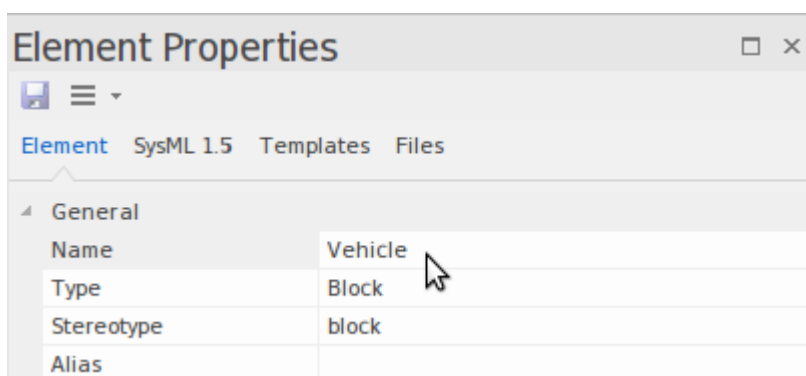 Element Properties
Element SysML 1.5 Templates Files
General
Name Vehicle
Type Block
Stereotype block
Alias